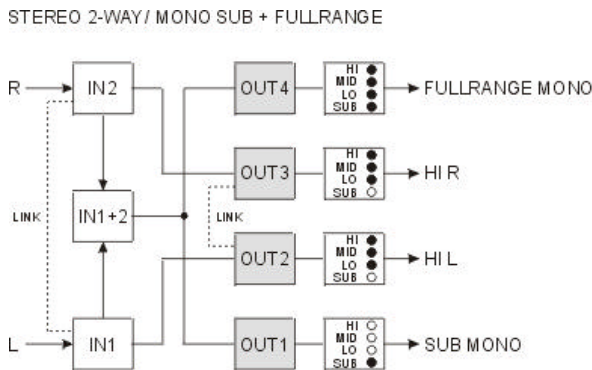 STEREO 2-WAY/ MONO SUB + FULLRANGE
R
IN2
OUT4
HI
MID
LO
SUB
FULLRANGE MONO
OUT3
HI
MID
LO
SUB
HI R
LINK
IN1+2
LINK
OUT2
HI
MID
LO
SUB
HI L
L
IN1
OUT1
HI
MID
LO
SUB
SUB MONO